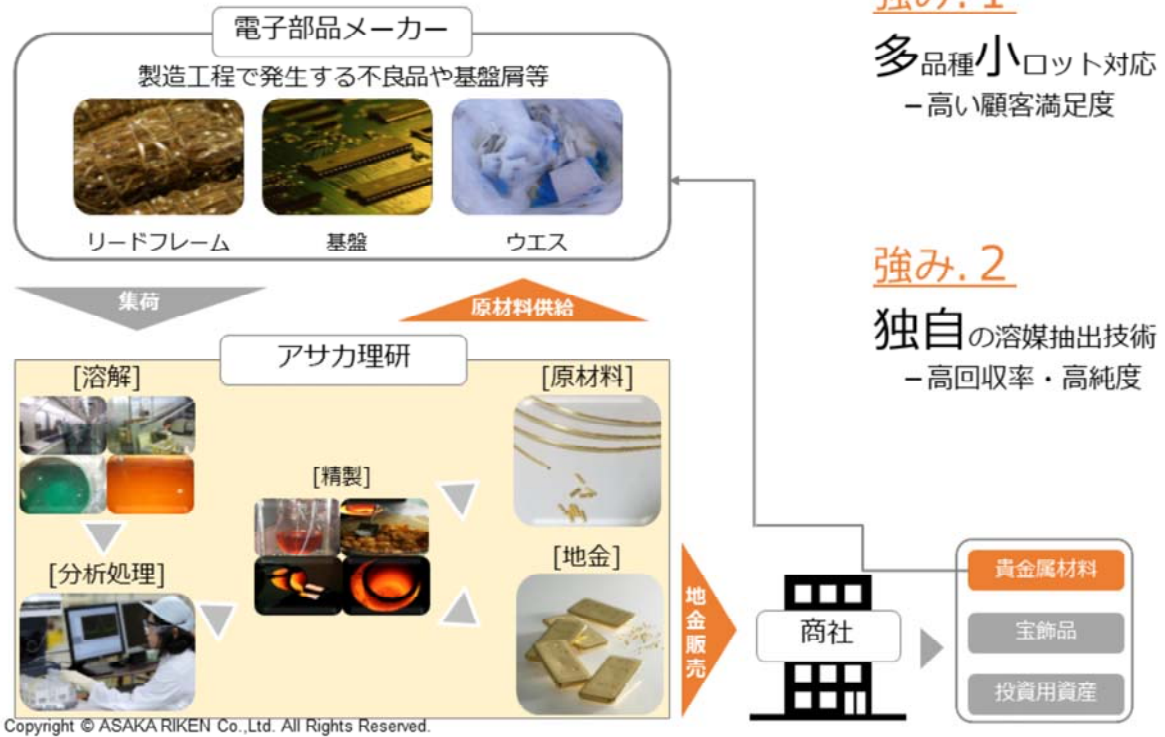 電子部品メーカー
製造工程で発生する不良品や基盤屑等
リードフレーム
基盤
ウエス
集荷
原材料供給
アサカ理研
[溶解]
[分析処理]
[精製]
[原材料]
[地金]
地金販売
商社
貴金属材料
宝飾品
投資用資産
強み.1
多品種小ロット対応
－高い顧客満足度
強み.2
独自の溶媒抽出技術
－高回収率・高純度
Copyright © ASAKA RIKEN Co.,Ltd. All Rights Reserved.